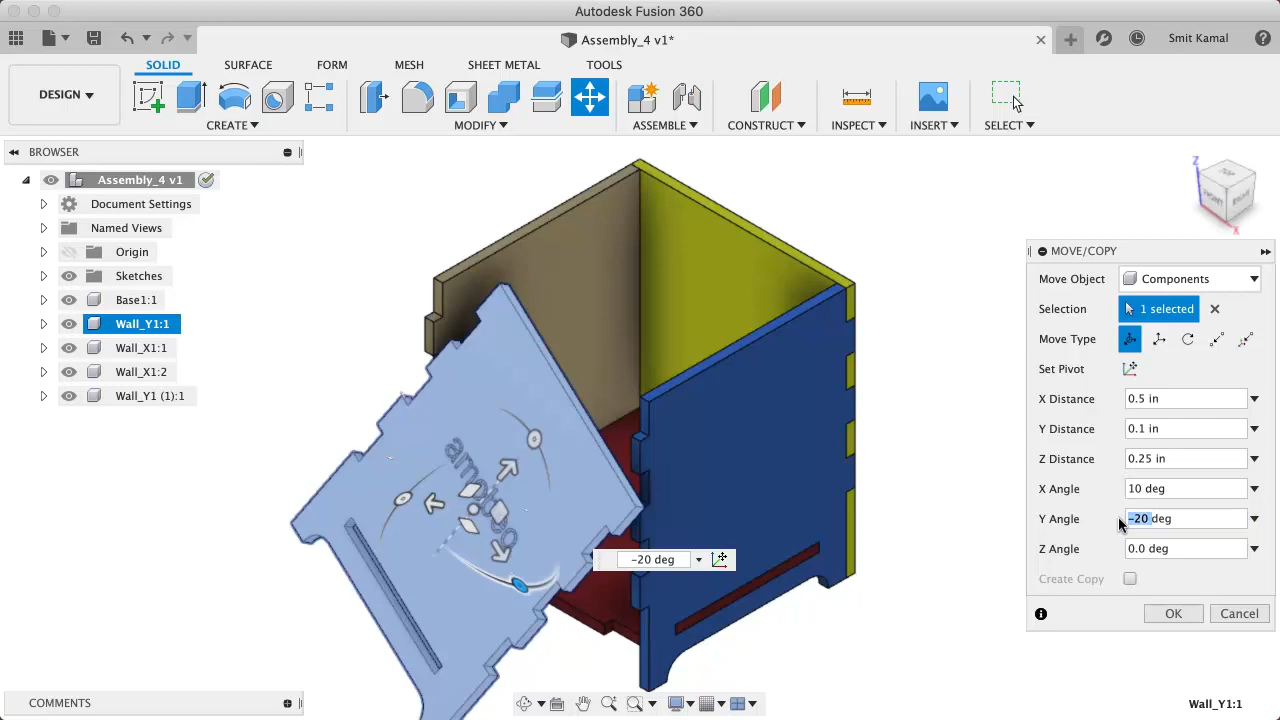 Autodesk Fusion 360
Assembly_4 v1*
Smit Kamal
SOLID SURFACE FORM MESH SHEET METAL TOOLS
DESIGN
CREATE MODIFY ASSEMBLE CONSTRUCT INSPECT INSERT SELECT
BROWSER
Assembly_4 v1
Document Settings
Named Views
Origin
Sketches
Base1:1
Wall_Y1:1
Wall_X1:1
Wall_X1:2
Wall_Y1 (1):1
Z
TOP
FRONT
RIGHT
X
MOVE/COPY
Move Object Components
Selection 1 selected
Move Type
Set Pivot
X Distance 0.5 in
Y Distance 0.1 in
Z Distance 0.25 in
X Angle 10 deg
Y Angle -20 deg
Z Angle 0.0 deg
Create Copy
OK Cancel
-20 deg
COMMENTS
Wall_Y1:1